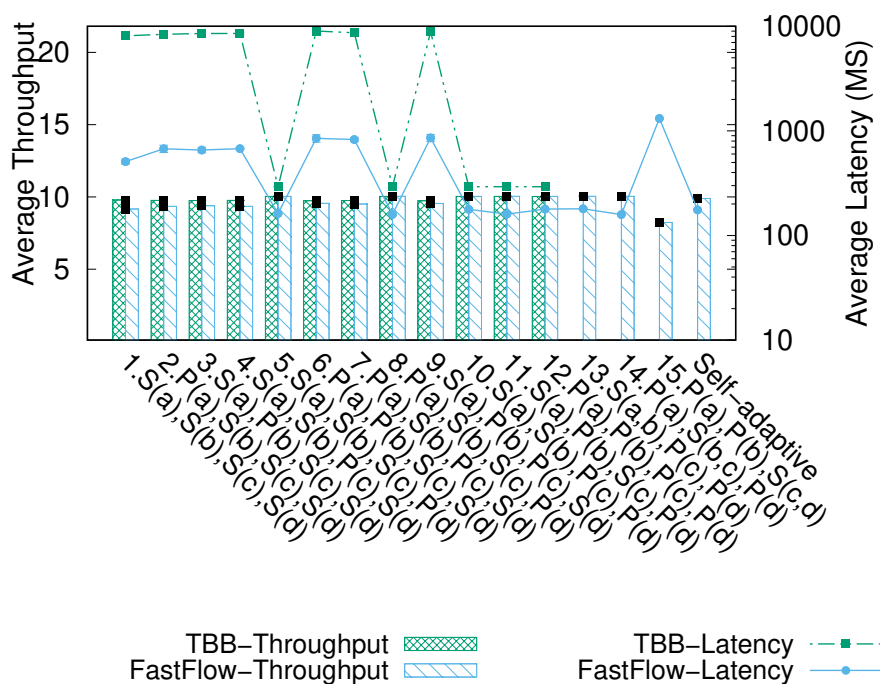 Average Throughput
20
15
10
5
10000
1000
100
10
Average Latency (MS)
1.S(a),S(b),S(c),S(d)
2.P(a),S(b),S(c),S(d)
3.S(a),P(b),S(c),S(d)
4.S(a),S(b),P(c),S(d)
5.S(a),S(b),S(c),P(d)
6.P(a),P(b),S(c),S(d)
7.P(a),S(b),P(c),S(d)
8.P(a),S(b),S(c),P(d)
9.S(a),P(b),P(c),S(d)
10.S(a),S(b),P(c),P(d)
11.S(a),P(b),S(c),P(d)
12.P(a),P(b),P(c),P(d)
13.S(a,b),P(c),P(d)
14.P(a),S(b,c),P(d)
15.P(a),P(b),S(c,d)
Self−adaptive
TBB−Throughput
FastFlow−Throughput
TBB−Latency
FastFlow−Latency